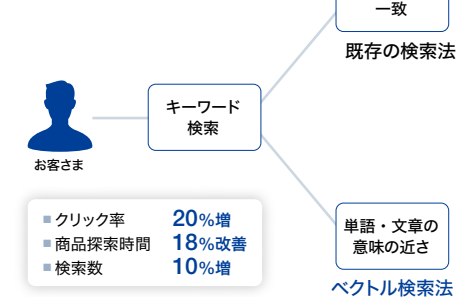 一致
既存の検索法
キーワード
検索
お客さま
■クリック率 20%増
■商品探索時間 18%改善
■検索数 10%増
単語・文章の
意味の近さ
ベクトル検索法